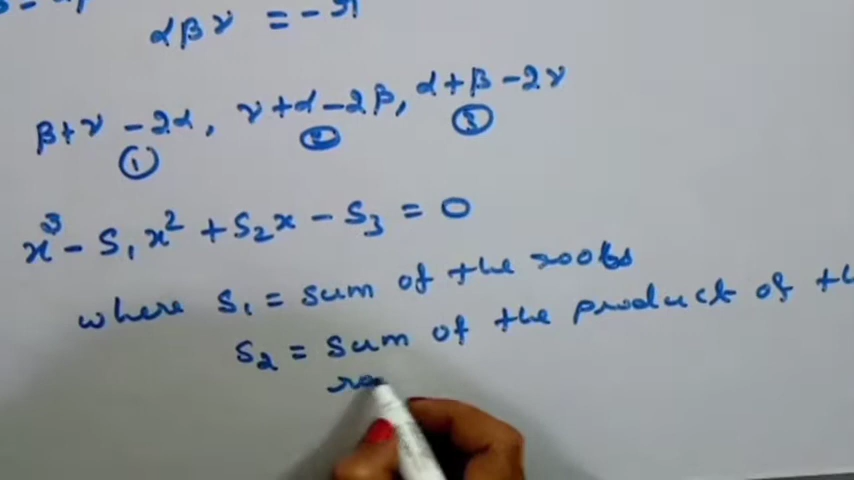 αβγ = - r
β+γ - 2α, γ+α-2β, α+β-2γ
① ② ③
x³ - S₁x² + S₂x - S₃ = 0
where S₁ = sum of the roots
S₂ = sum of the product of the